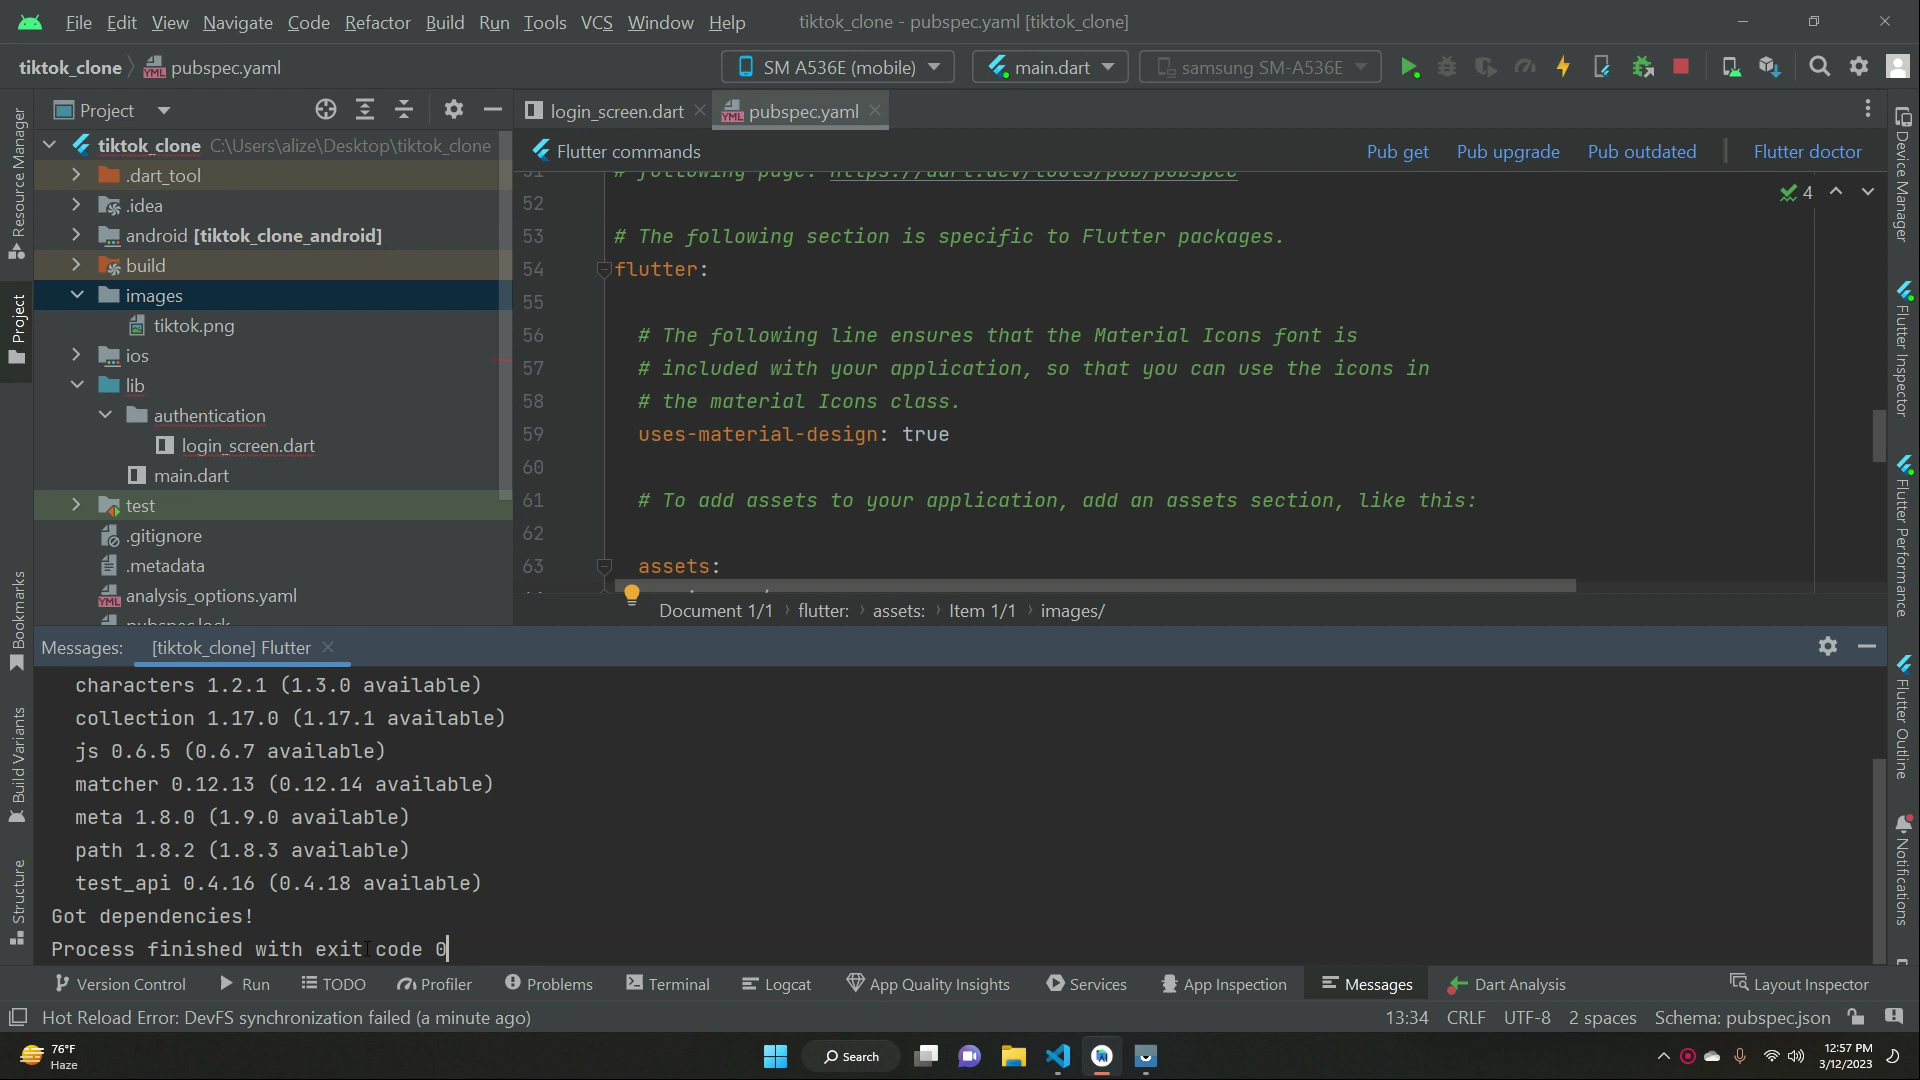 File Edit View Navigate Code Refactor Build Run Tools VCS Window Help tiktok_clone - pubspec.yaml [tiktok_clone]
tiktok_clone pubspec.yaml SM A536E (mobile) main.dart samsung SM-A536E
Project
login_screen.dart
pubspec.yaml
tiktok_clone C:\Users\alize\Desktop\tiktok_clone
.dart_tool
.idea
android [tiktok_clone_android]
build
images
tiktok.png
ios
lib
authentication
login_screen.dart
main.dart
test
.gitignore
.metadata
analysis_options.yaml
pubspec.lock
Flutter commands
Pub get Pub upgrade Pub outdated Flutter doctor
51 # following page: https://dart.dev/tools/pub/pubspec
4
52
53 # The following section is specific to Flutter packages.
54 flutter:
55
56 # The following line ensures that the Material Icons font is
57 # included with your application, so that you can use the icons in
58 # the material Icons class.
59 uses-material-design: true
60
61 # To add assets to your application, add an assets section, like this:
62
63 assets:
Document 1/1 flutter: assets: Item 1/1 images/
Messages: [tiktok_clone] Flutter
characters 1.2.1 (1.3.0 available)
collection 1.17.0 (1.17.1 available)
js 0.6.5 (0.6.7 available)
matcher 0.12.13 (0.12.14 available)
meta 1.8.0 (1.9.0 available)
path 1.8.2 (1.8.3 available)
test_api 0.4.16 (0.4.18 available)
Got dependencies!
Process finished with exit code 0
Resource Manager
Project
Bookmarks
Build Variants
Structure
Device Manager
Flutter Inspector
Flutter Performance
Flutter Outline
Notifications
Version Control Run TODO Profiler Problems Terminal Logcat App Quality Insights Services App Inspection Messages Dart Analysis Layout Inspector
Hot Reload Error: DevFS synchronization failed (a minute ago)
13:34 CRLF UTF-8 2 spaces Schema: pubspec.json
76°F
Haze
Search
12:57 PM
3/12/2023